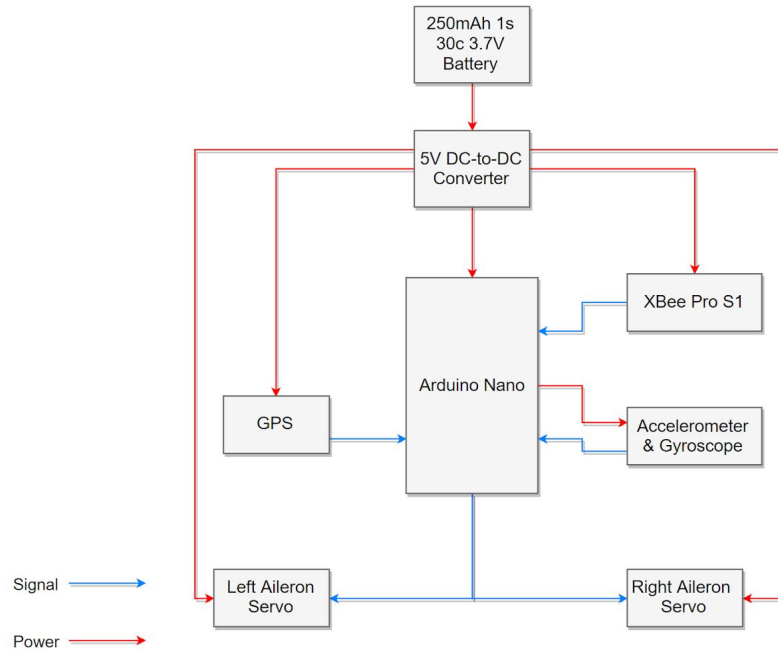 250mAh 1s
30c 3.7V
Battery
5V DC-to-DC
Converter
XBee Pro S1
Arduino Nano
GPS
Accelerometer
& Gyroscope
Left Aileron
Servo
Right Aileron
Servo
Signal
Power